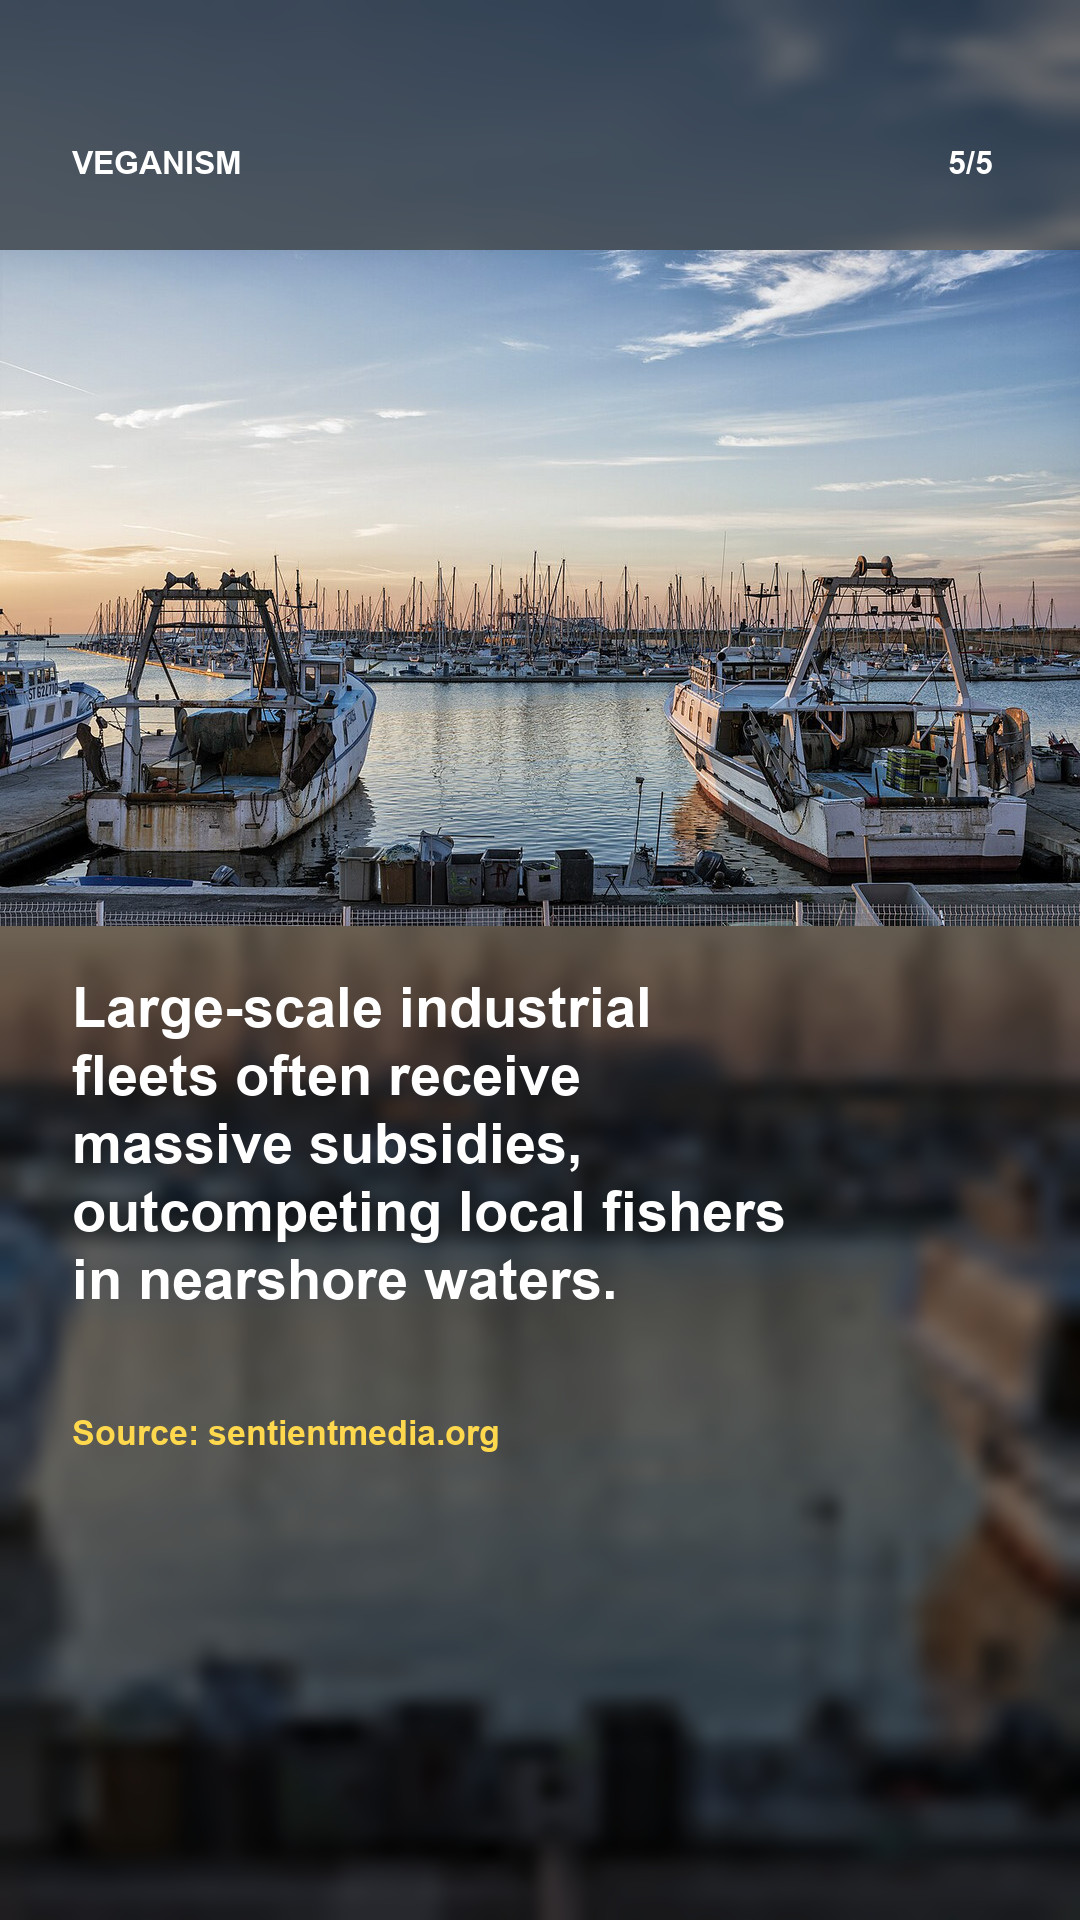 VEGANISM
5/5
Large-scale industrial
fleets often receive
massive subsidies,
outcompeting local fishers
in nearshore waters.
Source: sentientmedia.org